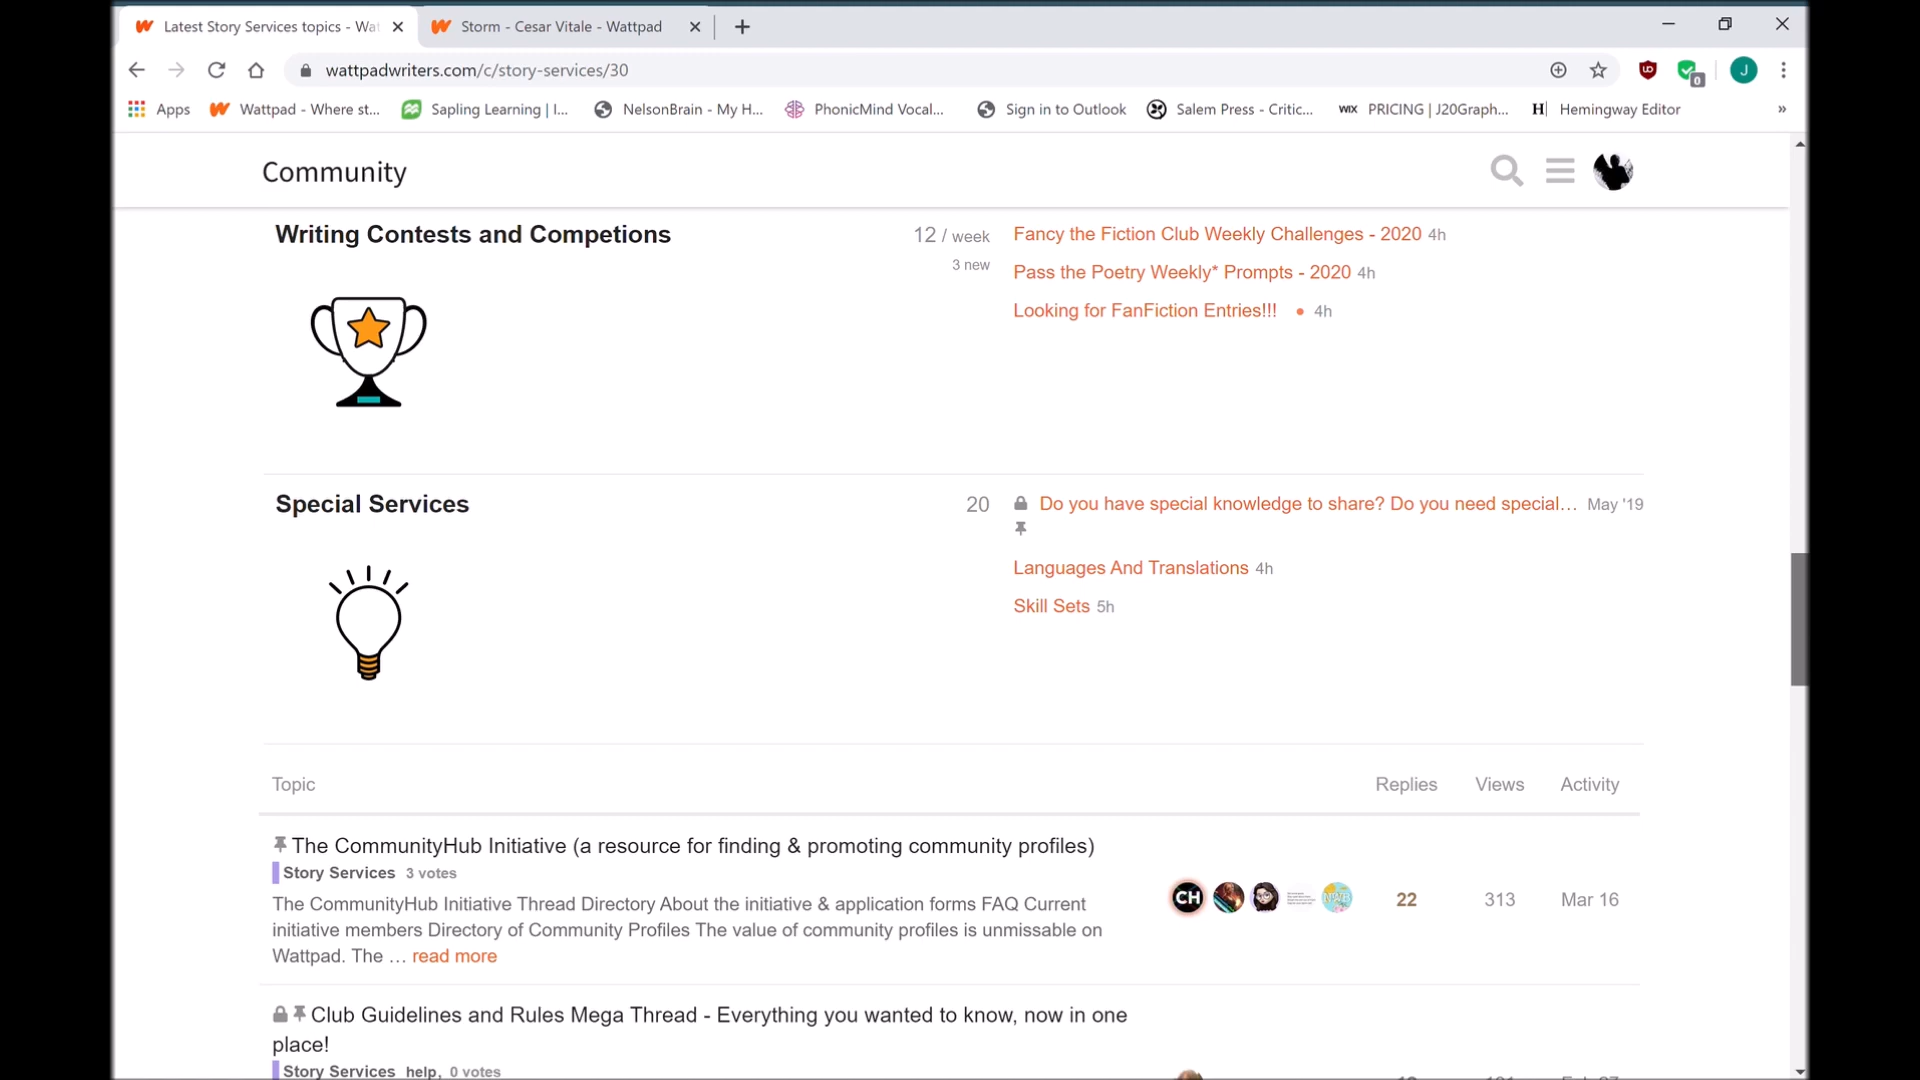 Latest Story Services topics - Wat
Storm - Cesar Vitale - Wattpad
wattpadwriters.com/c/story-services/30
0
J
Apps
Wattpad - Where st...
Sapling Learning | I...
NelsonBrain - My H...
PhonicMind Vocal...
Sign in to Outlook
Salem Press - Critic...
WIX PRICING | J20Graph...
H Hemingway Editor
»
Community
Writing Contests and Competions
12 / week
3 new
Fancy the Fiction Club Weekly Challenges - 2020 4h
Pass the Poetry Weekly* Prompts - 2020 4h
Looking for FanFiction Entries!!! • 4h
Special Services
20
Do you have special knowledge to share? Do you need special... May '19
Languages And Translations 4h
Skill Sets 5h
Topic Replies Views Activity
The CommunityHub Initiative (a resource for finding & promoting community profiles)
Story Services 3 votes
The CommunityHub Initiative Thread Directory About the initiative & application forms FAQ Current
initiative members Directory of Community Profiles The value of community profiles is unmissable on
Wattpad. The … read more
CH
22 313 Mar 16
Club Guidelines and Rules Mega Thread - Everything you wanted to know, now in one
place!
Story Services help, 0 votes